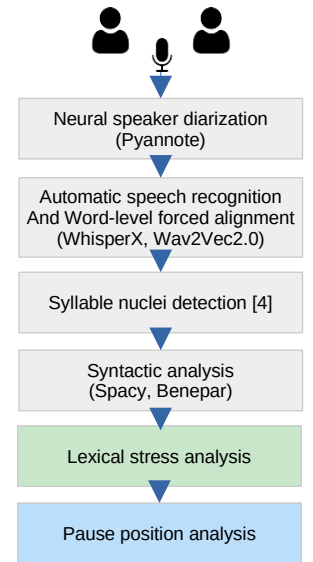 Neural speaker diarization
(Pyannote)
Automatic speech recognition
And Word-level forced alignment
(WhisperX, Wav2Vec2.0)
Syllable nuclei detection [4]
Syntactic analysis
(Spacy, Benepar)
Lexical stress analysis
Pause position analysis